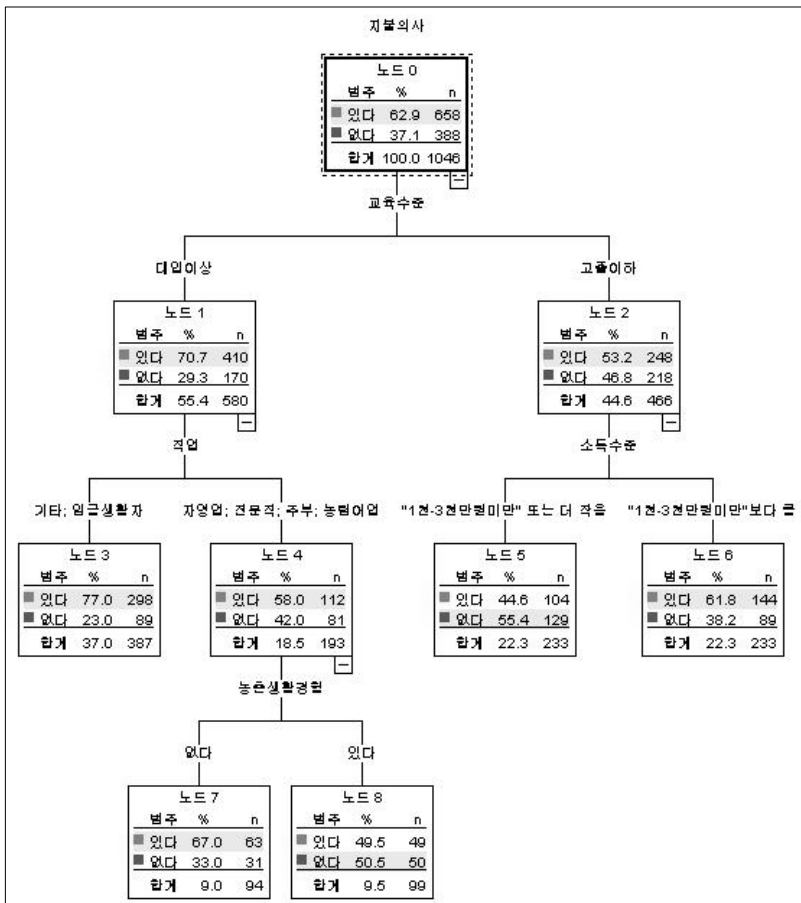 지불의사
노드 0
범주 % n
있다 62.9 658
없다 37.1 388
합계 100.0 1046
교육수준
대입이상
고졸이하
노드 1
범주 % n
있다 70.7 410
없다 29.3 170
합계 55.4 580
노드 2
범주 % n
있다 53.2 248
없다 46.8 218
합계 44.6 466
직업
소득수준
기타; 임금생활자
자영업; 전문직; 주부; 농림어업
"1천-3천만원미만" 또는 더 작음
"1천-3천만원미만"보다 큼
노드 3
범주 % n
있다 77.0 298
없다 23.0 89
합계 37.0 387
노드 4
범주 % n
있다 58.0 112
없다 42.0 81
합계 18.5 193
노드 5
범주 % n
있다 44.6 104
없다 55.4 129
합계 22.3 233
노드 6
범주 % n
있다 61.8 144
없다 38.2 89
합계 22.3 233
농촌생활경험
없다
있다
노드 7
범주 % n
있다 67.0 63
없다 33.0 31
합계 9.0 94
노드 8
범주 % n
있다 49.5 49
없다 50.5 50
합계 9.5 99